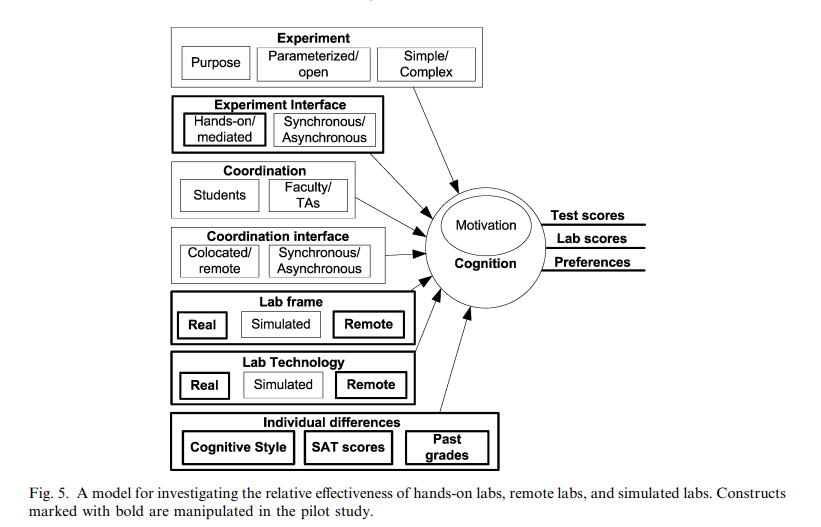 Experiment
Purpose
Parameterized/
open
Simple/
Complex
Experiment Interface
Hands-on/
mediated
Synchronous/
Asynchronous
Coordination
Students
Faculty/
TAs
Coordination interface
Colocated/
remote
Synchronous/
Asynchronous
Lab frame
Real
Simulated
Remote
Lab Technology
Real
Simulated
Remote
Individual differences
Cognitive Style
SAT scores
Past
grades
Motivation
Cognition
Test scores
Lab scores
Preferences
Fig. 5. A model for investigating the relative effectiveness of hands-on labs, remote labs, and simulated labs. Constructs
marked with bold are manipulated in the pilot study.